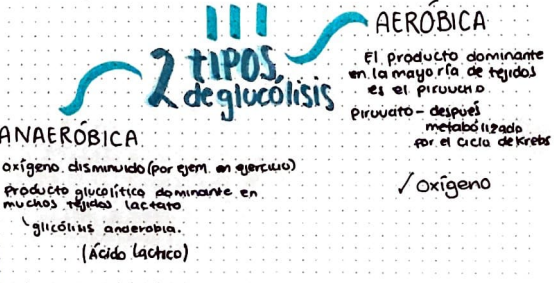 2 TIPOS
de glucólisis
AERÓBICA
El producto dominante
en la mayoría de tejidos
es el piruvato
Piruvato - después
metabólizado
por el ciclo de Krebs
✓ Oxígeno
ANAERÓBICA
oxígeno disminuido (por ejem. en ejercicio)
Producto glucolítico dominante en
muchos tejidos lactato
glicólisis anaerobia.
(Ácido láctico)